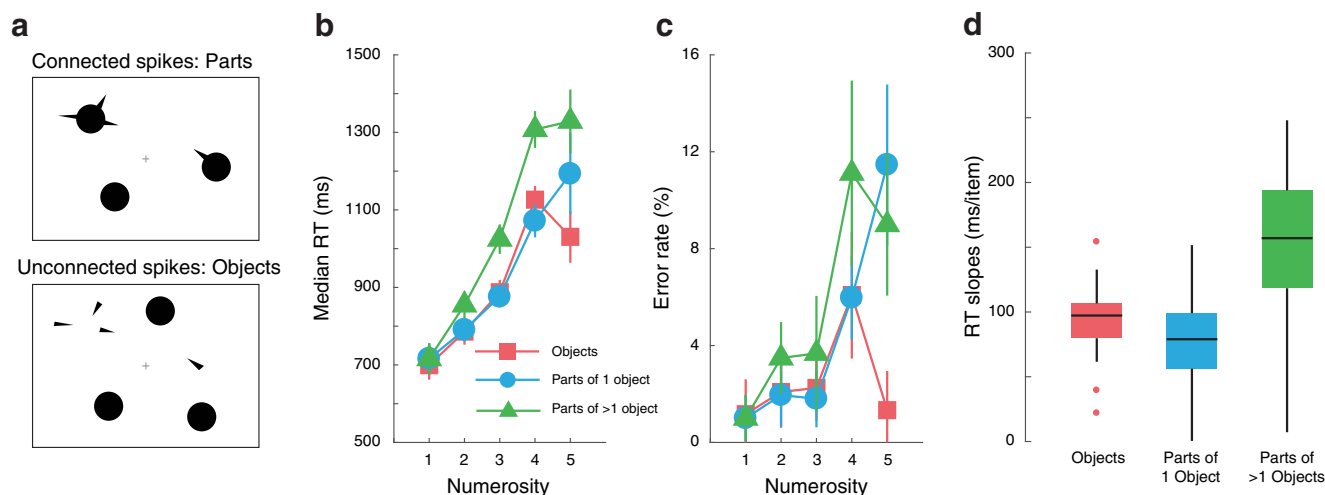 a
Connected spikes: Parts
Unconnected spikes: Objects
b
1500
1300
1100
900
700
500
Median RT (ms)
1 2 3 4 5
Numerosity
Objects
Parts of 1 object
Parts of >1 object
c
16
12
8
4
0
Error rate (%)
1 2 3 4 5
Numerosity
d
300
200
100
0
RT slopes (ms/item)
Objects
Parts of
1 Object
Parts of
>1 Objects